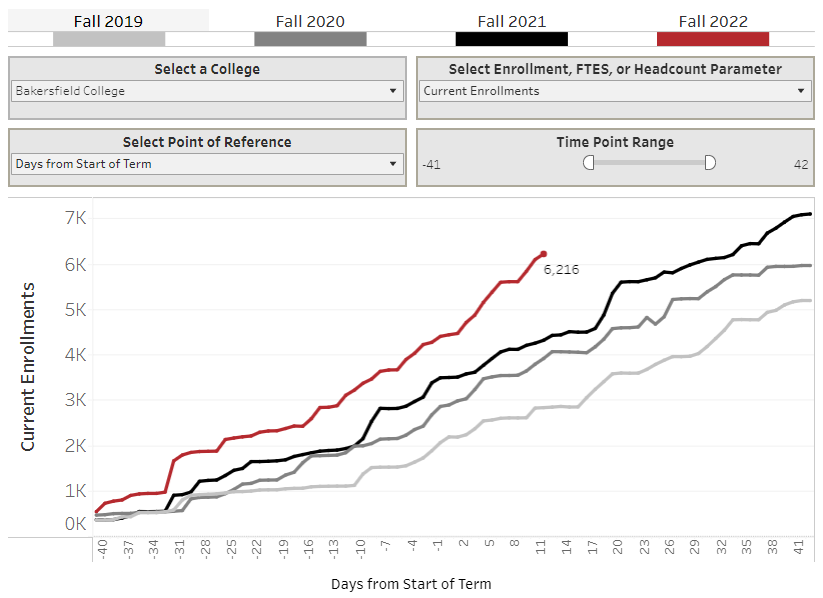 Fall 2019 Fall 2020 Fall 2021 Fall 2022
Select a College
Bakersfield College
Select Enrollment, FTES, or Headcount Parameter
Current Enrollments
Select Point of Reference
Days from Start of Term
Time Point Range
-41 42
Current Enrollments
7K
6K
5K
4K
3K
2K
1K
0K
6,216
-40 -37 -34 -31 -28 -25 -22 -19 -16 -13 -10 -7 -4 -1 2 5 8 11 14 17 20 23 26 29 32 35 38 41
Days from Start of Term